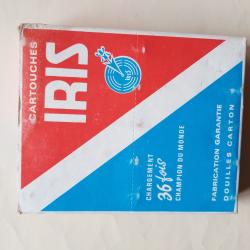 CARTOUCHES
IRIS
CHARGEMENT
36 fois
CHAMPION DU MONDE
FABRICATION GARANTIE
DOUILLES CARTON